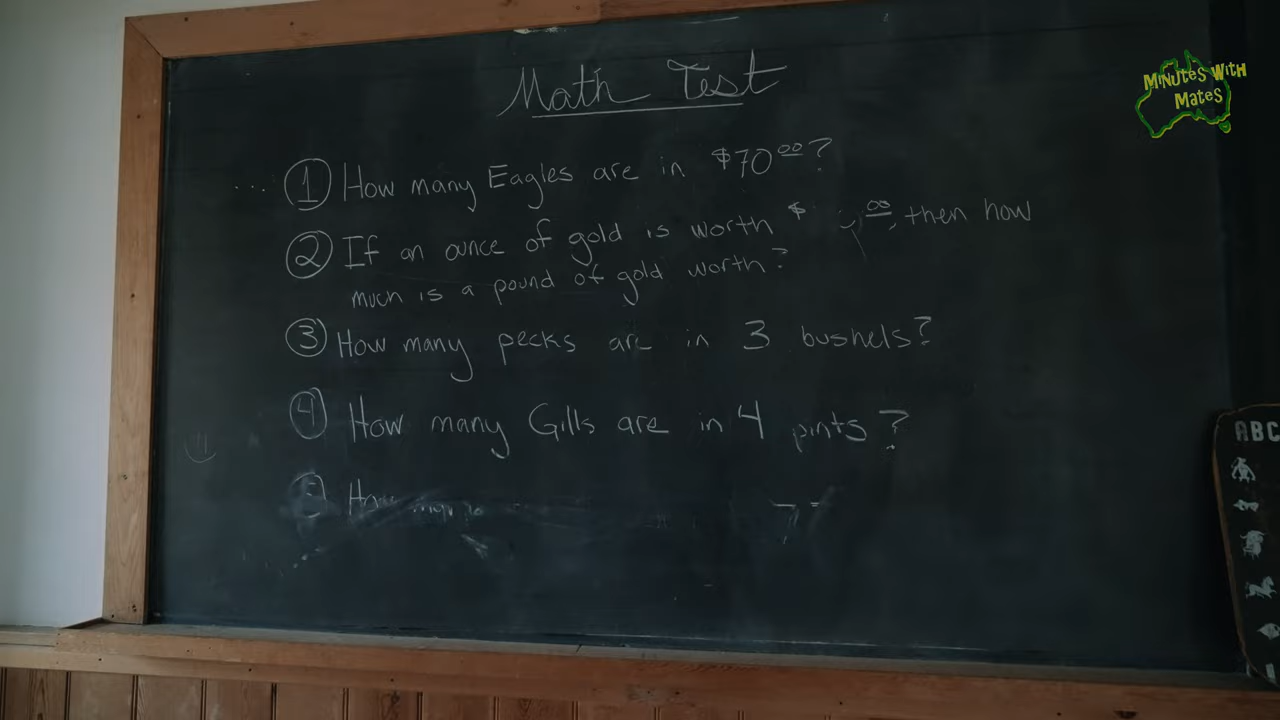 Math Test
... ① How many Eagles are in $70 00?
② If an ounce of gold is worth $ 00, then how
much is a pound of gold worth?
③ How many pecks are in 3 bushels?
④ How many Gills are in 4 pints?
How
Minutes With
Mates
ABC